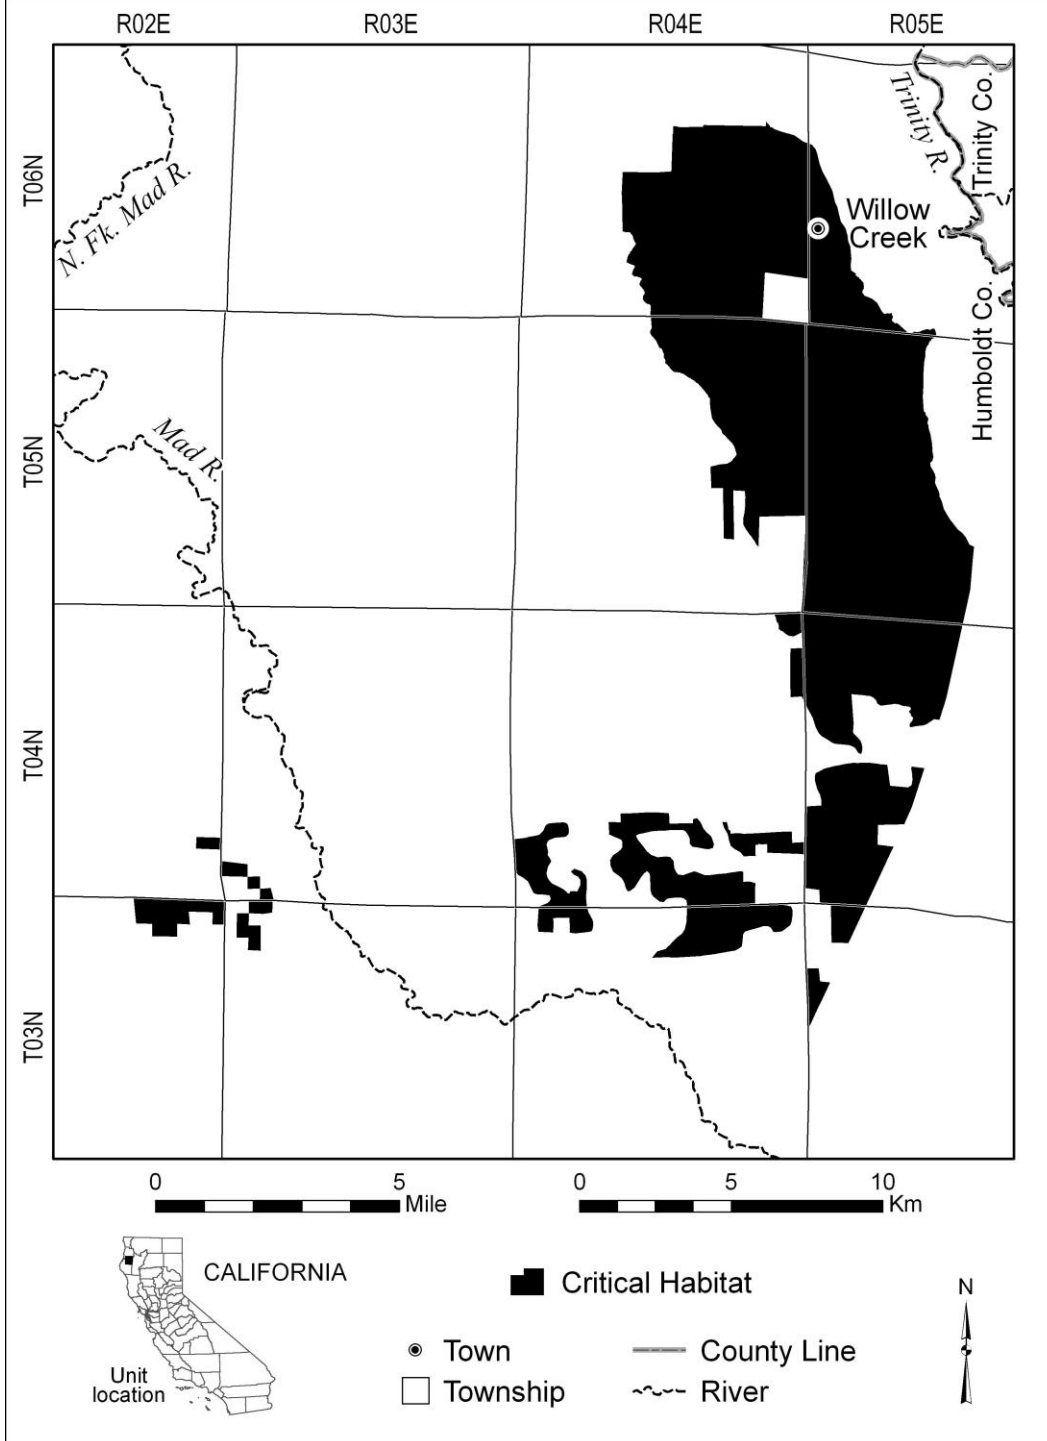 R02E R03E R04E R05E
T06N
T05N
T04N
T03N
N. Fk. Mad R.
Trinity R.
Trinity Co.
Willow
Creek
Humboldt Co.
Mad R.
0 5 Mile
0 5 10 Km
CALIFORNIA
Unit
location
Critical Habitat
Town
Township
County Line
River
N